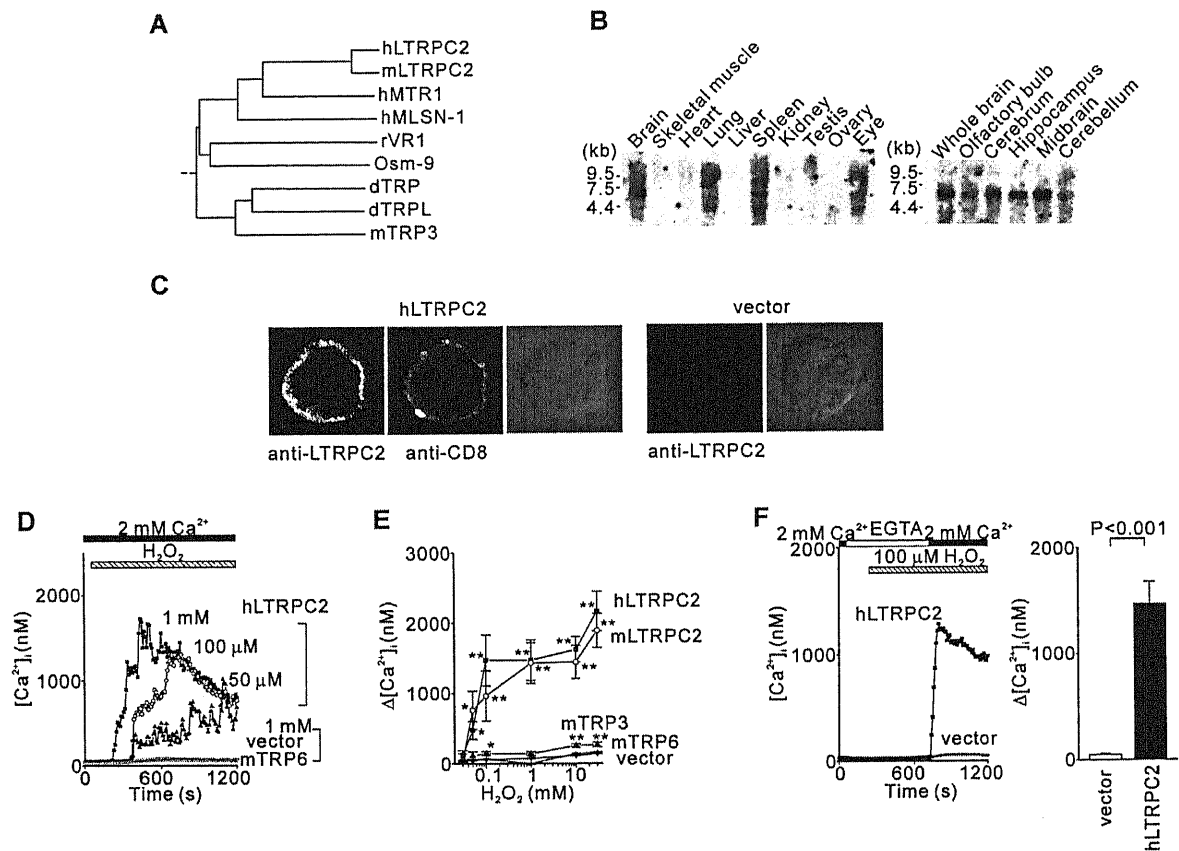 A
hLTRPC2
mLTRPC2
hMTR1
hMLSN-1
rVR1
Osm-9
dTRP
dTRPL
mTRP3
B
Brain
Skeletal muscle
Heart
Lung
Liver
Spleen
Kidney
Testis
Ovary
Eye
(kb)
9.5-
7.5-
4.4-
Whole brain
Olfactory bulb
Cerebrum
Hippocampus
Midbrain
Cerebellum
(kb)
9.5-
7.5-
4.4-
C
hLTRPC2
vector
anti-LTRPC2
anti-CD8
anti-LTRPC2
D
2 mM Ca²⁺
H₂O₂
hLTRPC2
1 mM
100 μM
50 μM
1 mM
vector
mTRP6
[Ca²⁺]i (nM)
2000
1000
0
0 600 1200
Time (s)
E
3000
2000
1000
0
Δ[Ca²⁺]i (nM)
** hLTRPC2
** mLTRPC2
** ** ** **
** ** **
* *
mTRP3
** **
*
mTRP6
vector
0.1 1 10
H₂O₂ (mM)
F
2 mM Ca²⁺ EGTA 2 mM Ca²⁺
100 μM H₂O₂
2000
1000
0
[Ca²⁺]i (nM)
hLTRPC2
vector
0 600 1200
Time (s)
P<0.001
2000
1000
0
Δ[Ca²⁺]i (nM)
vector
hLTRPC2